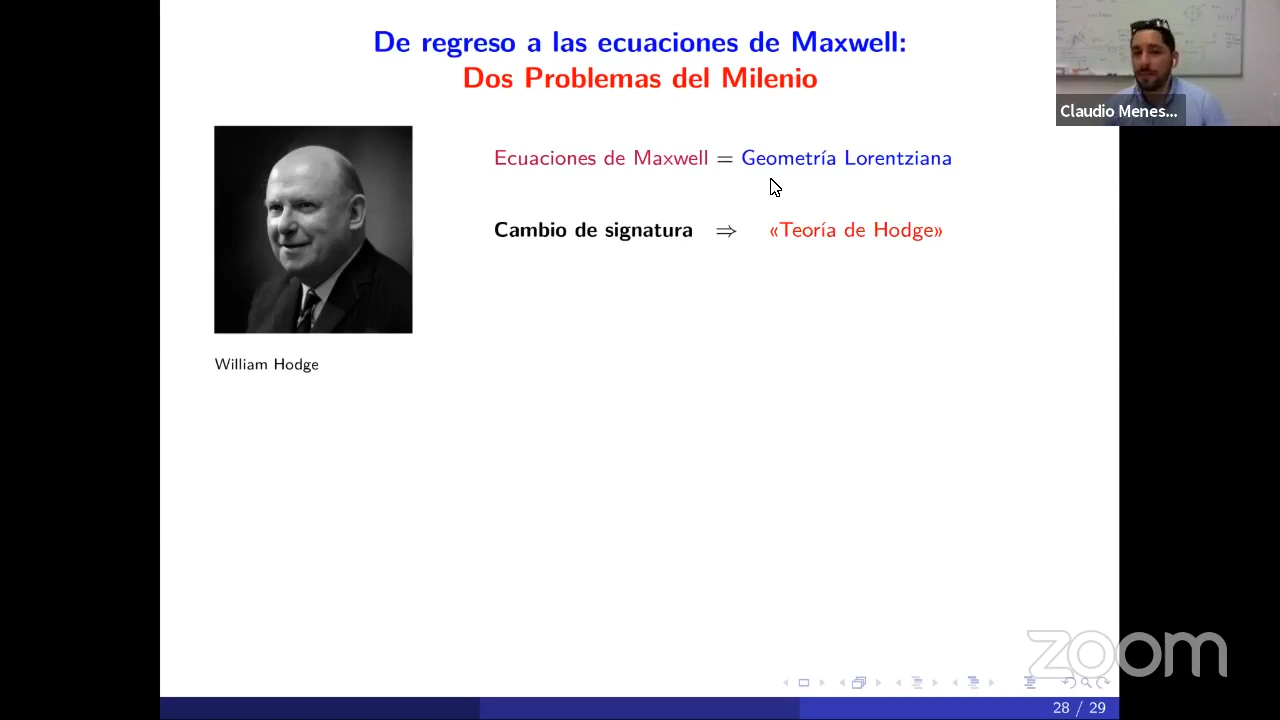 De regreso a las ecuaciones de Maxwell:
Dos Problemas del Milenio
Claudio Menes...
Ecuaciones de Maxwell = Geometría Lorentziana
Cambio de signatura ⇒ «Teoría de Hodge»
William Hodge
zoom
28 / 29